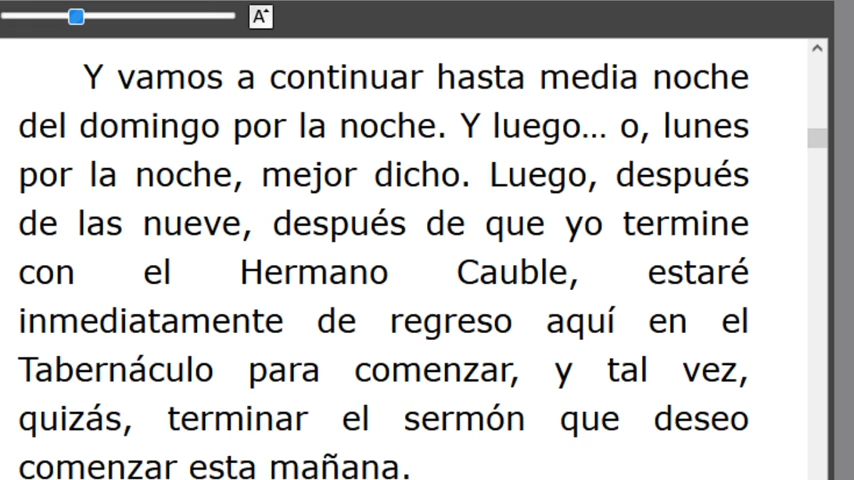 A
Y vamos a continuar hasta media noche
del domingo por la noche. Y luego... o, lunes
por la noche, mejor dicho. Luego, después
de las nueve, después de que yo termine
con el Hermano Cauble, estaré
inmediatamente de regreso aquí en el
Tabernáculo para comenzar, y tal vez,
quizás, terminar el sermón que deseo
comenzar esta mañana.